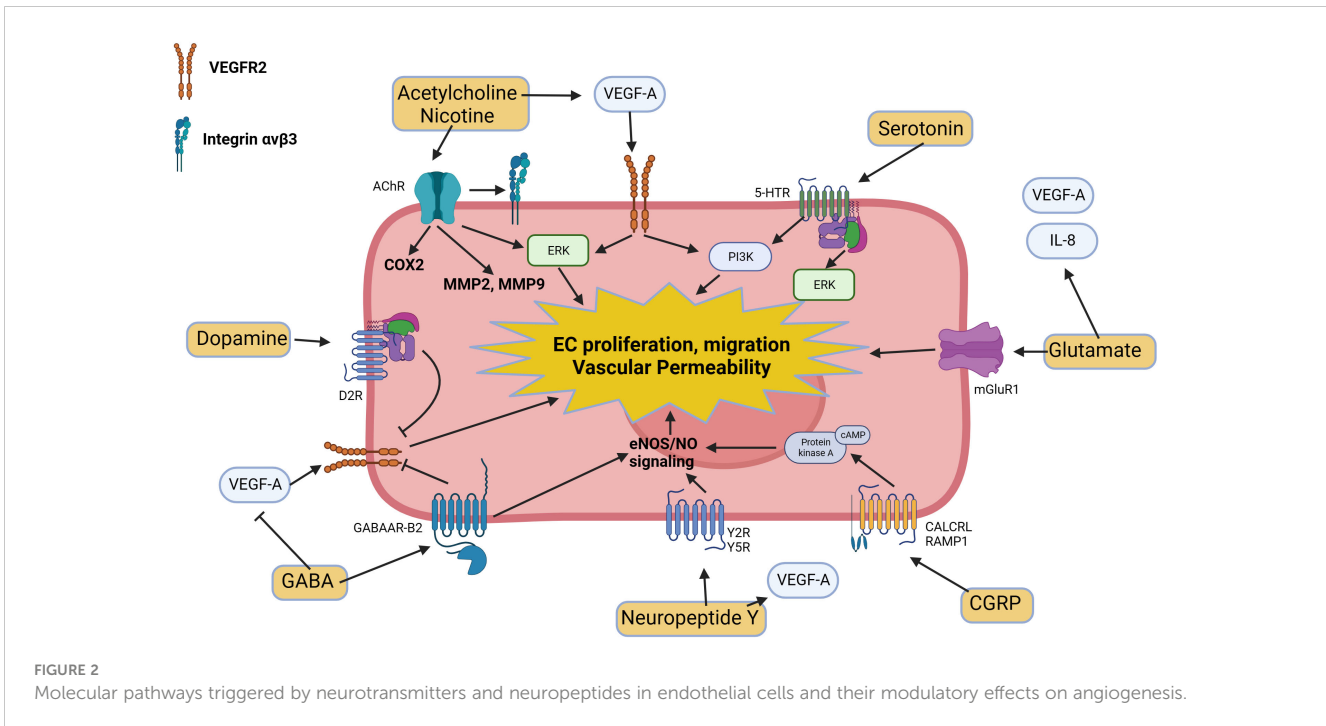 VEGFR2
Integrin αvβ3
Acetylcholine
Nicotine
VEGF-A
Serotonin
AChR
5-HTR
VEGF-A
IL-8
ERK
PI3K
COX2
MMP2, MMP9
ERK
Dopamine
EC proliferation, migration
Vascular Permeability
Glutamate
D2R
mGluR1
eNOS/NO
signaling
cAMP
Protein
kinase A
VEGF-A
GABAAR-B2
Y2R
Y5R
CALCRL
RAMP1
GABA
VEGF-A
Neuropeptide Y
CGRP
FIGURE 2
Molecular pathways triggered by neurotransmitters and neuropeptides in endothelial cells and their modulatory effects on angiogenesis.